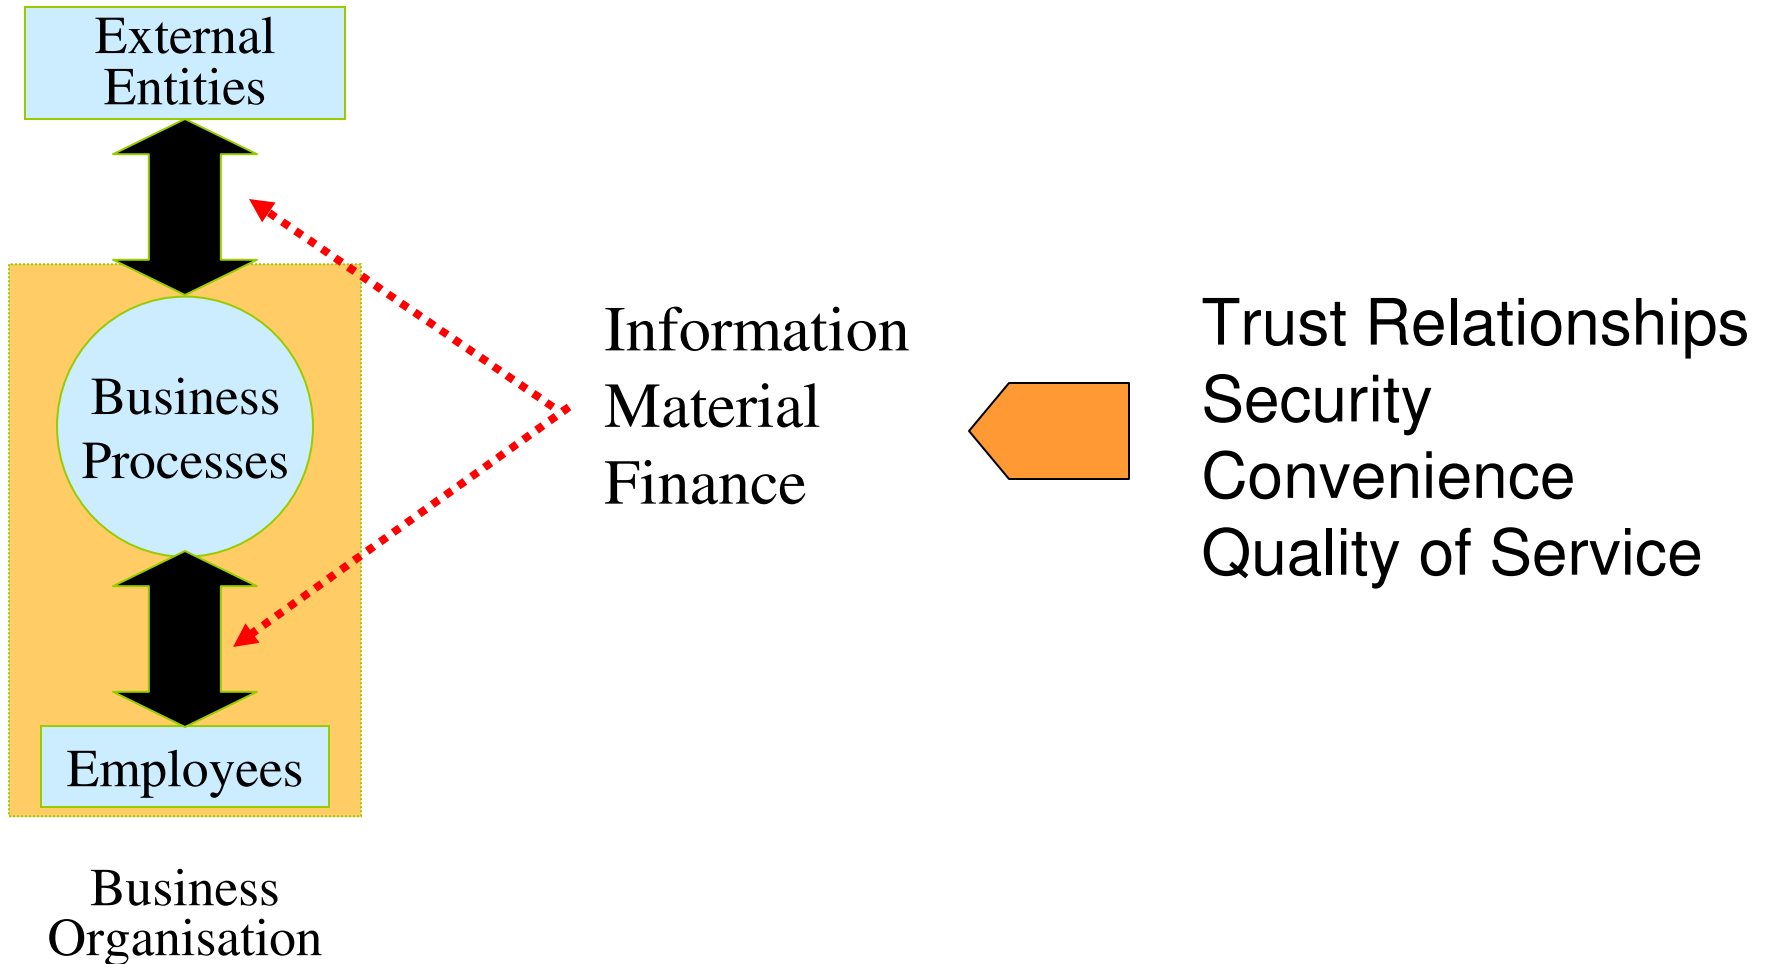 External
Entities
Business
Processes
Employees
Business
Organisation
Information
Material
Finance
Trust Relationships
Security
Convenience
Quality of Service